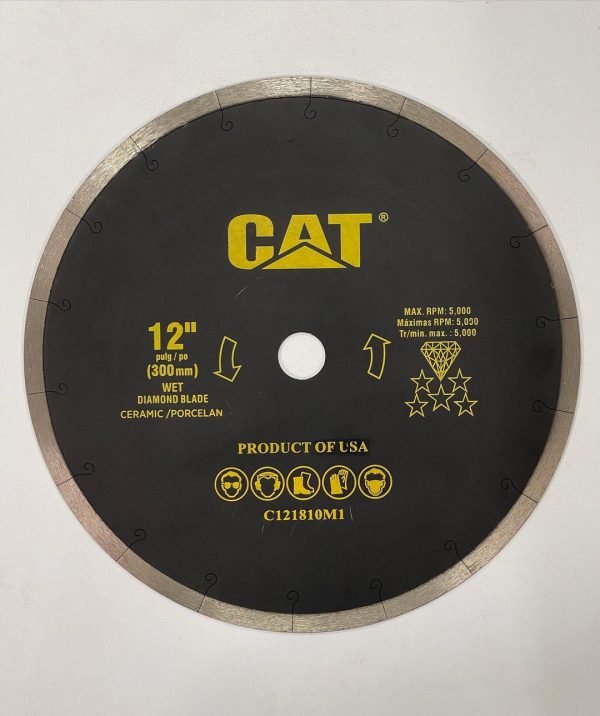 CAT®
12"
pulg / po
(300mm)
WET
DIAMOND BLADE
CERAMIC /PORCELAN
MAX. RPM: 5,000
Máximas RPM: 5,000
Tr/min. max. : 5,000
PRODUCT OF USA
C121810M1